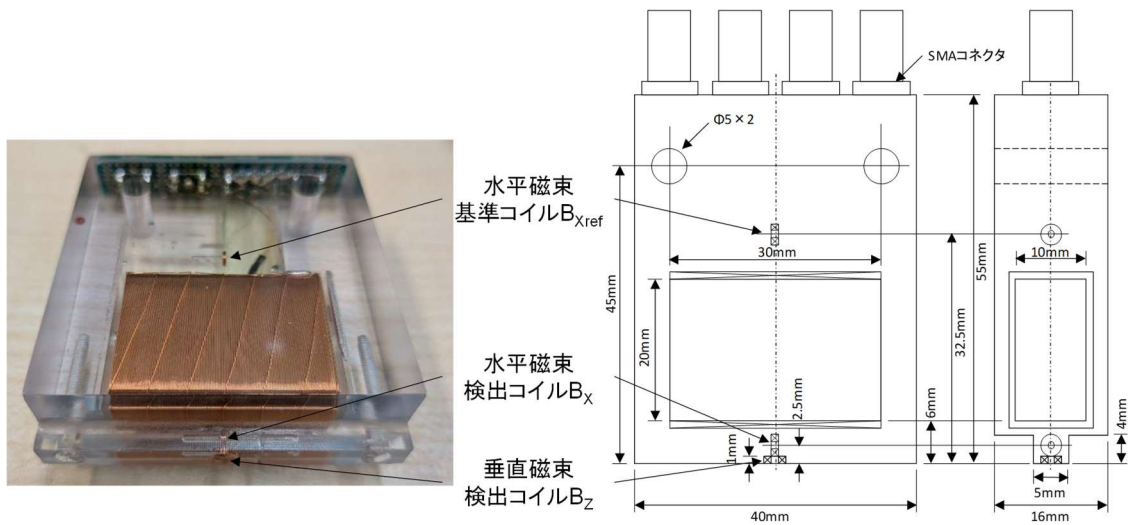 水平磁束
基準コイルB_Xref
水平磁束
検出コイルB_X
垂直磁束
検出コイルB_Z
SMAコネクタ
Φ5×2
30mm
10mm
45mm
55mm
32.5mm
20mm
2.5mm
6mm
4mm
1mm
5mm
40mm
16mm